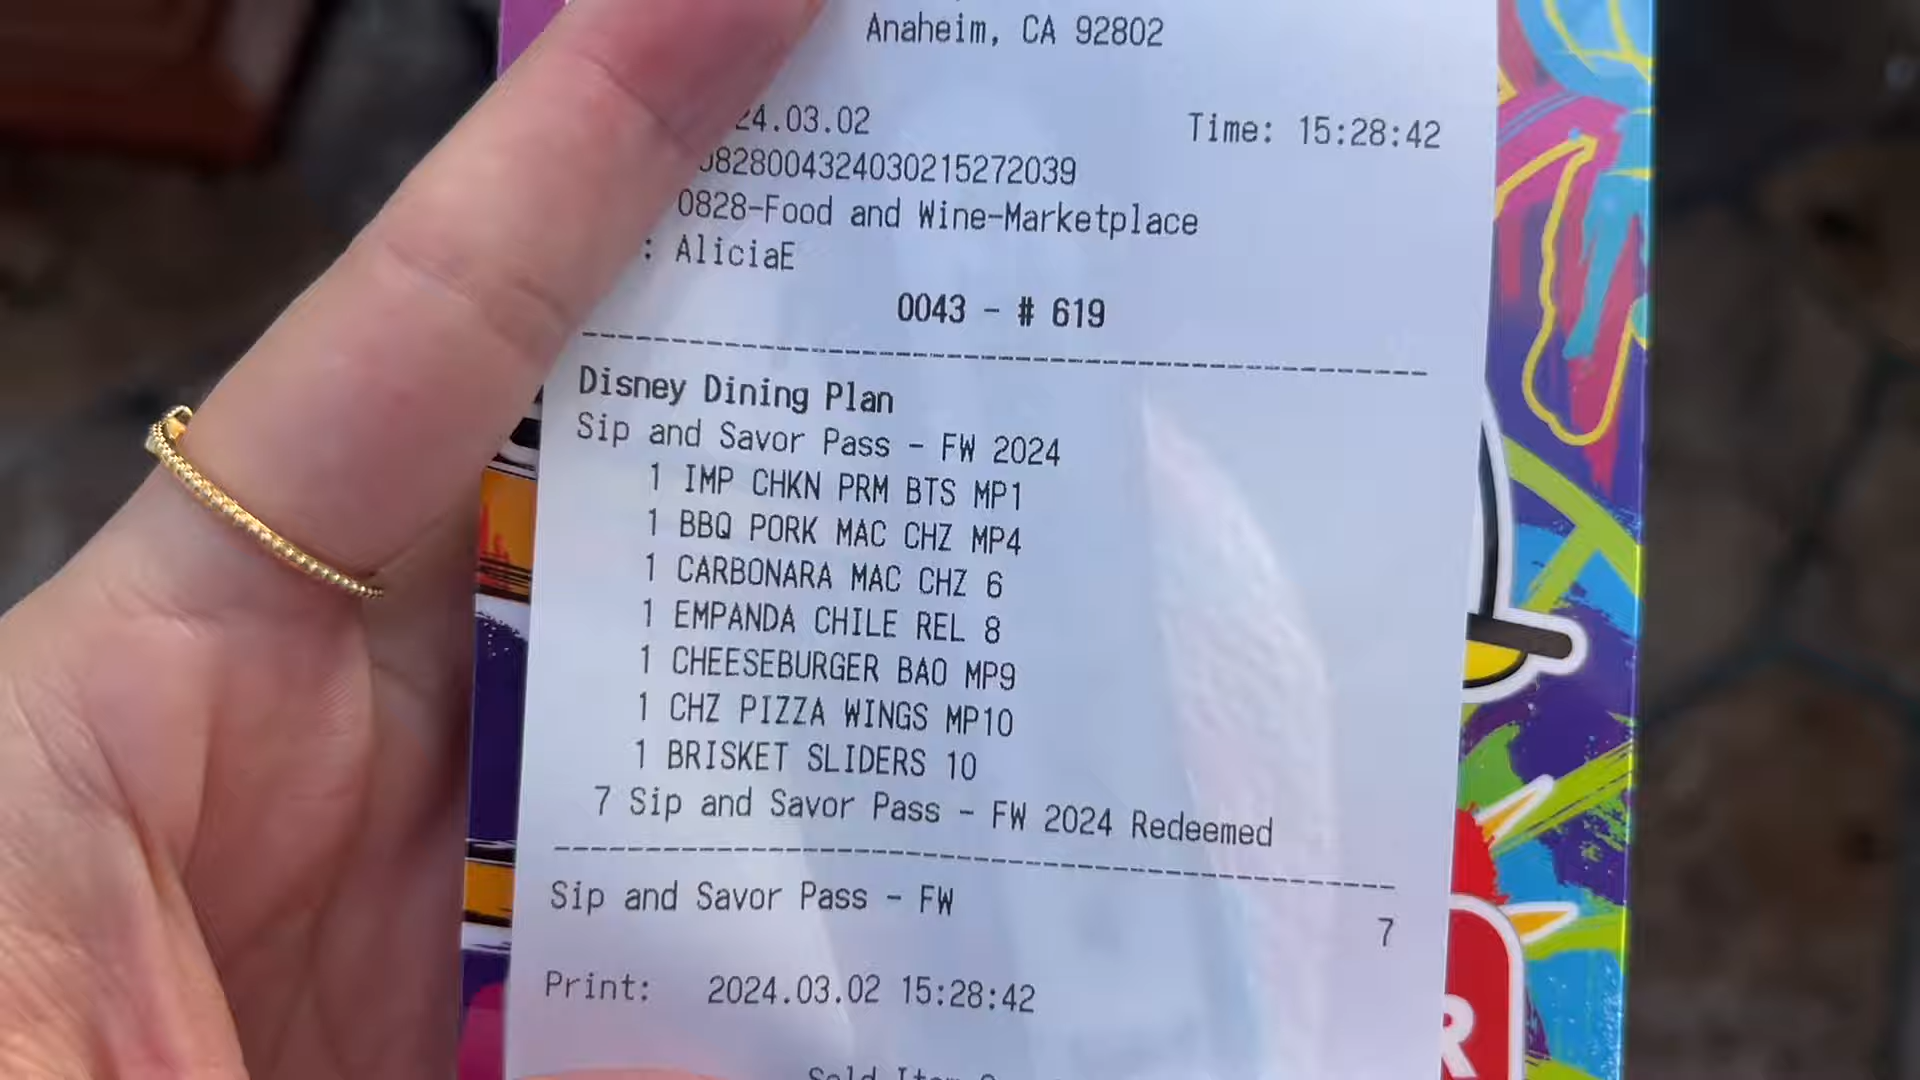 Anaheim, CA 92802
24.03.02 Time: 15:28:42
0828004324030215272039
0828-Food and Wine-Marketplace
: AliciaE
0043 - # 619
Disney Dining Plan
Sip and Savor Pass - FW 2024
1 IMP CHKN PRM BTS MP1
1 BBQ PORK MAC CHZ MP4
1 CARBONARA MAC CHZ 6
1 EMPANDA CHILE REL 8
1 CHEESEBURGER BAO MP9
1 CHZ PIZZA WINGS MP10
1 BRISKET SLIDERS 10
7 Sip and Savor Pass - FW 2024 Redeemed
Sip and Savor Pass - FW 7
Print: 2024.03.02 15:28:42
Sold Item
R